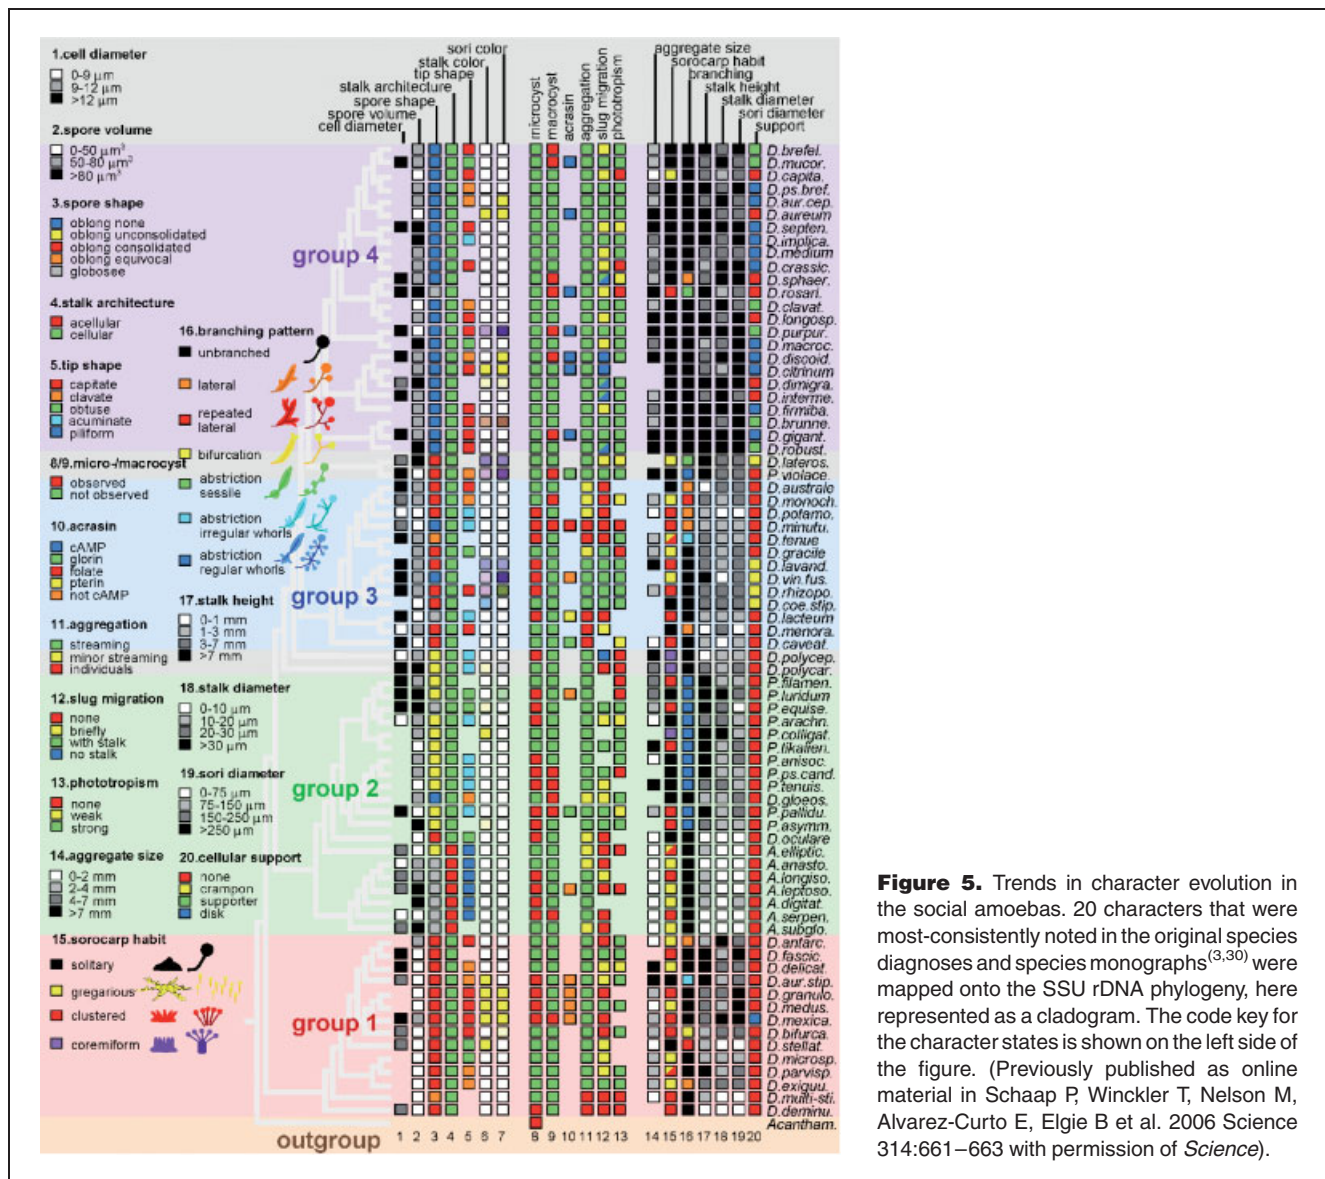 1.cell diameter
0-9 µm
9-12 µm
>12 µm
2.spore volume
0-50 µm³
50-80 µm³
>80 µm³
3.spore shape
oblong none
oblong unconsolidated
oblong consolidated
oblong equivocal
globosee
4.stalk architecture
acellular
cellular
5.tip shape
capitate
clavate
obtuse
acuminate
piliform
8/9.micro-/macrocyst
observed
not observed
10.acrasin
cAMP
glorin
folate
pterin
not cAMP
11.aggregation
streaming
minor streaming
individuals
12.slug migration
none
briefly
with stalk
no stalk
13.phototropism
none
weak
strong
14.aggregate size
0-2 mm
2-4 mm
4-7 mm
>7 mm
15.sorocarp habit
solitary
gregarious
clustered
coremiform
16.branching pattern
unbranched
lateral
repeated
lateral
bifurcation
abstriction
sessile
abstriction
irregular whorls
abstriction
regular whorls
17.stalk height
0-1 mm
1-3 mm
3-7 mm
>7 mm
18.stalk diameter
0-10 µm
10-20 µm
20-30 µm
>30 µm
19.sori diameter
0-75 µm
75-150 µm
150-250 µm
>250 µm
20.cellular support
none
crampon
supporter
disk
sori color
stalk color
tip shape
stalk architecture
spore shape
spore volume
cell diameter
microcyst
macrocyst
acrasin
aggregation
slug migration
phototropism
aggregate size
sorocarp habit
branching
stalk height
stalk diameter
sori diameter
support
group 4
group 3
group 2
group 1
outgroup
D.brefel.
D.mucor.
D.capita.
D.ps.bref.
D.aur.cep.
D.aureum
D.septen.
D.implica.
D.medium
D.crassic.
D.sphaer.
D.rosari.
D.clavat.
D.longosp.
D.purpur.
D.macroc.
D.discoid.
D.citrinum
D.dimigra.
D.interme.
D.firmiba.
D.brunne.
D.gigant.
D.robust.
D.lateros.
P.violace.
D.australe
D.monoch.
D.potamo.
D.minutu.
D.tenue
D.gracile
D.lavand.
D.vin.fus.
D.rhizopo.
D.coe.stip.
D.lacteum
D.menora.
D.caveat.
D.polycep.
D.polycar.
P.filamen.
P.luridum
P.equise.
P.arachn.
P.colligat.
P.tikalien.
P.anisoc.
P.ps.cand.
P.tenuis.
D.gloeos.
P.pallidu.
P.asymm.
D.oculare
A.elliptic.
A.anasto.
A.longiso.
A.leptoso.
A.digitat.
A.serpen.
A.subglo.
D.antarc.
D.fascic.
D.delicat.
D.aur.stip.
D.granulo.
D.medus.
D.mexica.
D.bifurca.
D.stellat.
D.microsp.
D.parvisp.
D.exiguu.
D.multi-sti.
D.deminu.
Acantham.
1 2 3 4 5 6 7 8 9 10 11 12 13 14 15 16 17 18 19 20
Figure 5. Trends in character evolution in
the social amoebas. 20 characters that were
most-consistently noted in the original species
diagnoses and species monographs(3,30) were
mapped onto the SSU rDNA phylogeny, here
represented as a cladogram. The code key for
the character states is shown on the left side of
the figure. (Previously published as online
material in Schaap P, Winckler T, Nelson M,
Alvarez-Curto E, Elgie B et al. 2006 Science
314:661–663 with permission of Science).